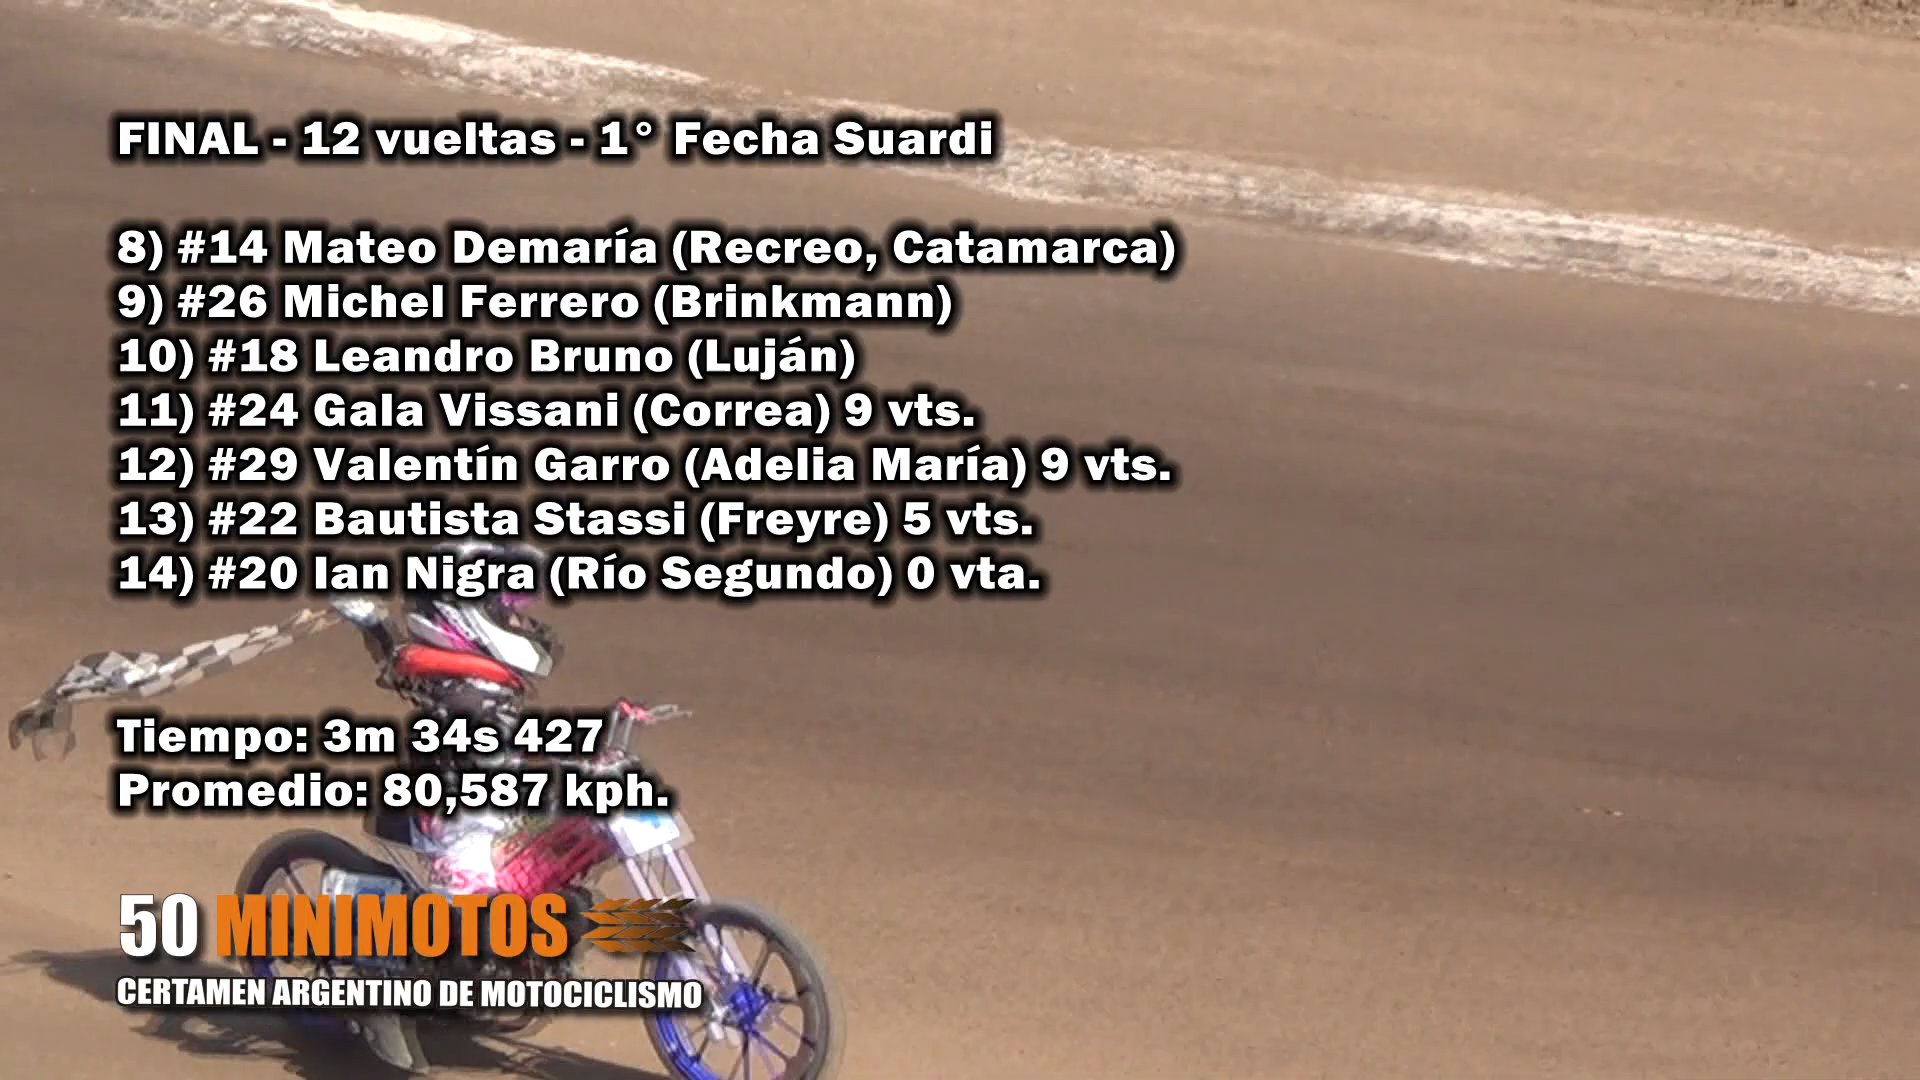 FINAL - 12 vueltas - 1° Fecha Suardi
8) #14 Mateo Demaría (Recreo, Catamarca)
9) #26 Michel Ferrero (Brinkmann)
10) #18 Leandro Bruno (Luján)
11) #24 Gala Vissani (Correa) 9 vts.
12) #29 Valentín Garro (Adelia María) 9 vts.
13) #22 Bautista Stassi (Freyre) 5 vts.
14) #20 Ian Nigra (Río Segundo) 0 vta.
Tiempo: 3m 34s 427
Promedio: 80,587 kph.
50 MINIMOTOS
CERTAMEN ARGENTINO DE MOTOCICLISMO